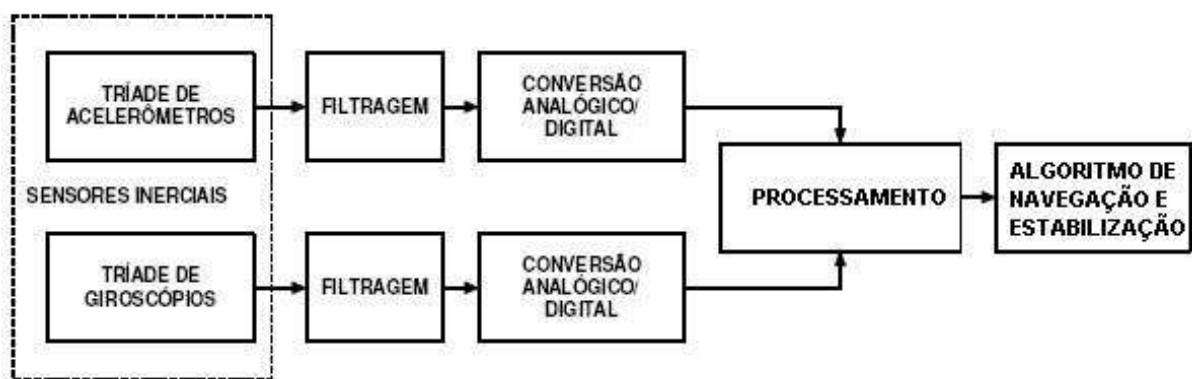 TRÍADE DE
ACELERÔMETROS
FILTRAGEM
CONVERSÃO
ANALÓGICO/
DIGITAL
SENSORES INERCIAIS
PROCESSAMENTO
ALGORITMO DE
NAVEGAÇÃO E
ESTABILIZAÇÃO
TRÍADE DE
GIROSCÓPIOS
FILTRAGEM
CONVERSÃO
ANALÓGICO/
DIGITAL